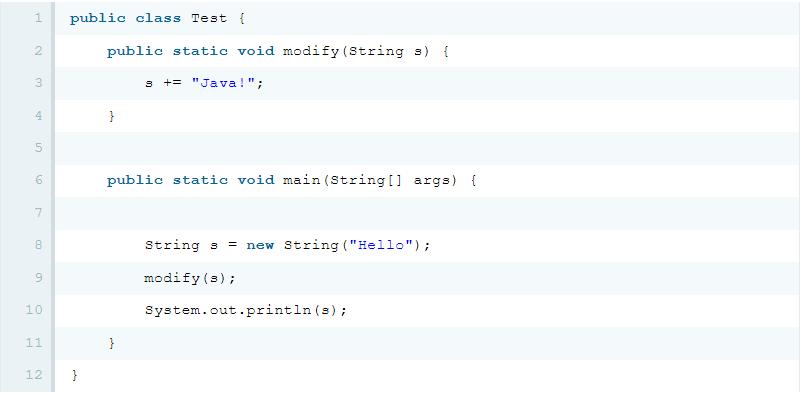 1 public class Test {
2 public static void modify(String s) {
3 s += "Java!";
4 }
5
6 public static void main(String[] args) {
7
8 String s = new String("Hello");
9 modify(s);
10 System.out.println(s);
11 }
12 }